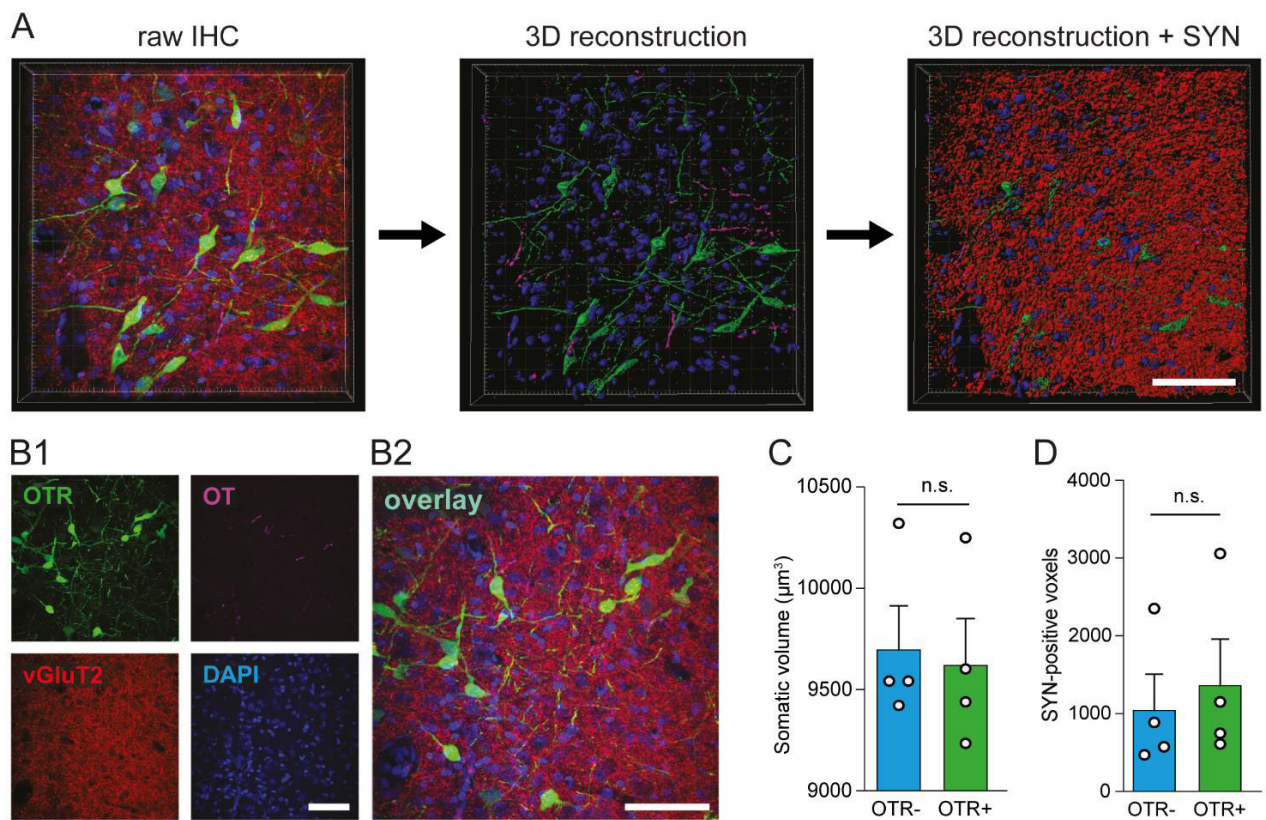 A
raw IHC
3D reconstruction
3D reconstruction + SYN
B1
OTR
OT
vGluT2
DAPI
B2
overlay
C
Somatic volume (µm³)
10500
10000
9500
9000
n.s.
OTR-
OTR+
D
SYN-positive voxels
4000
3000
2000
1000
0
n.s.
OTR-
OTR+